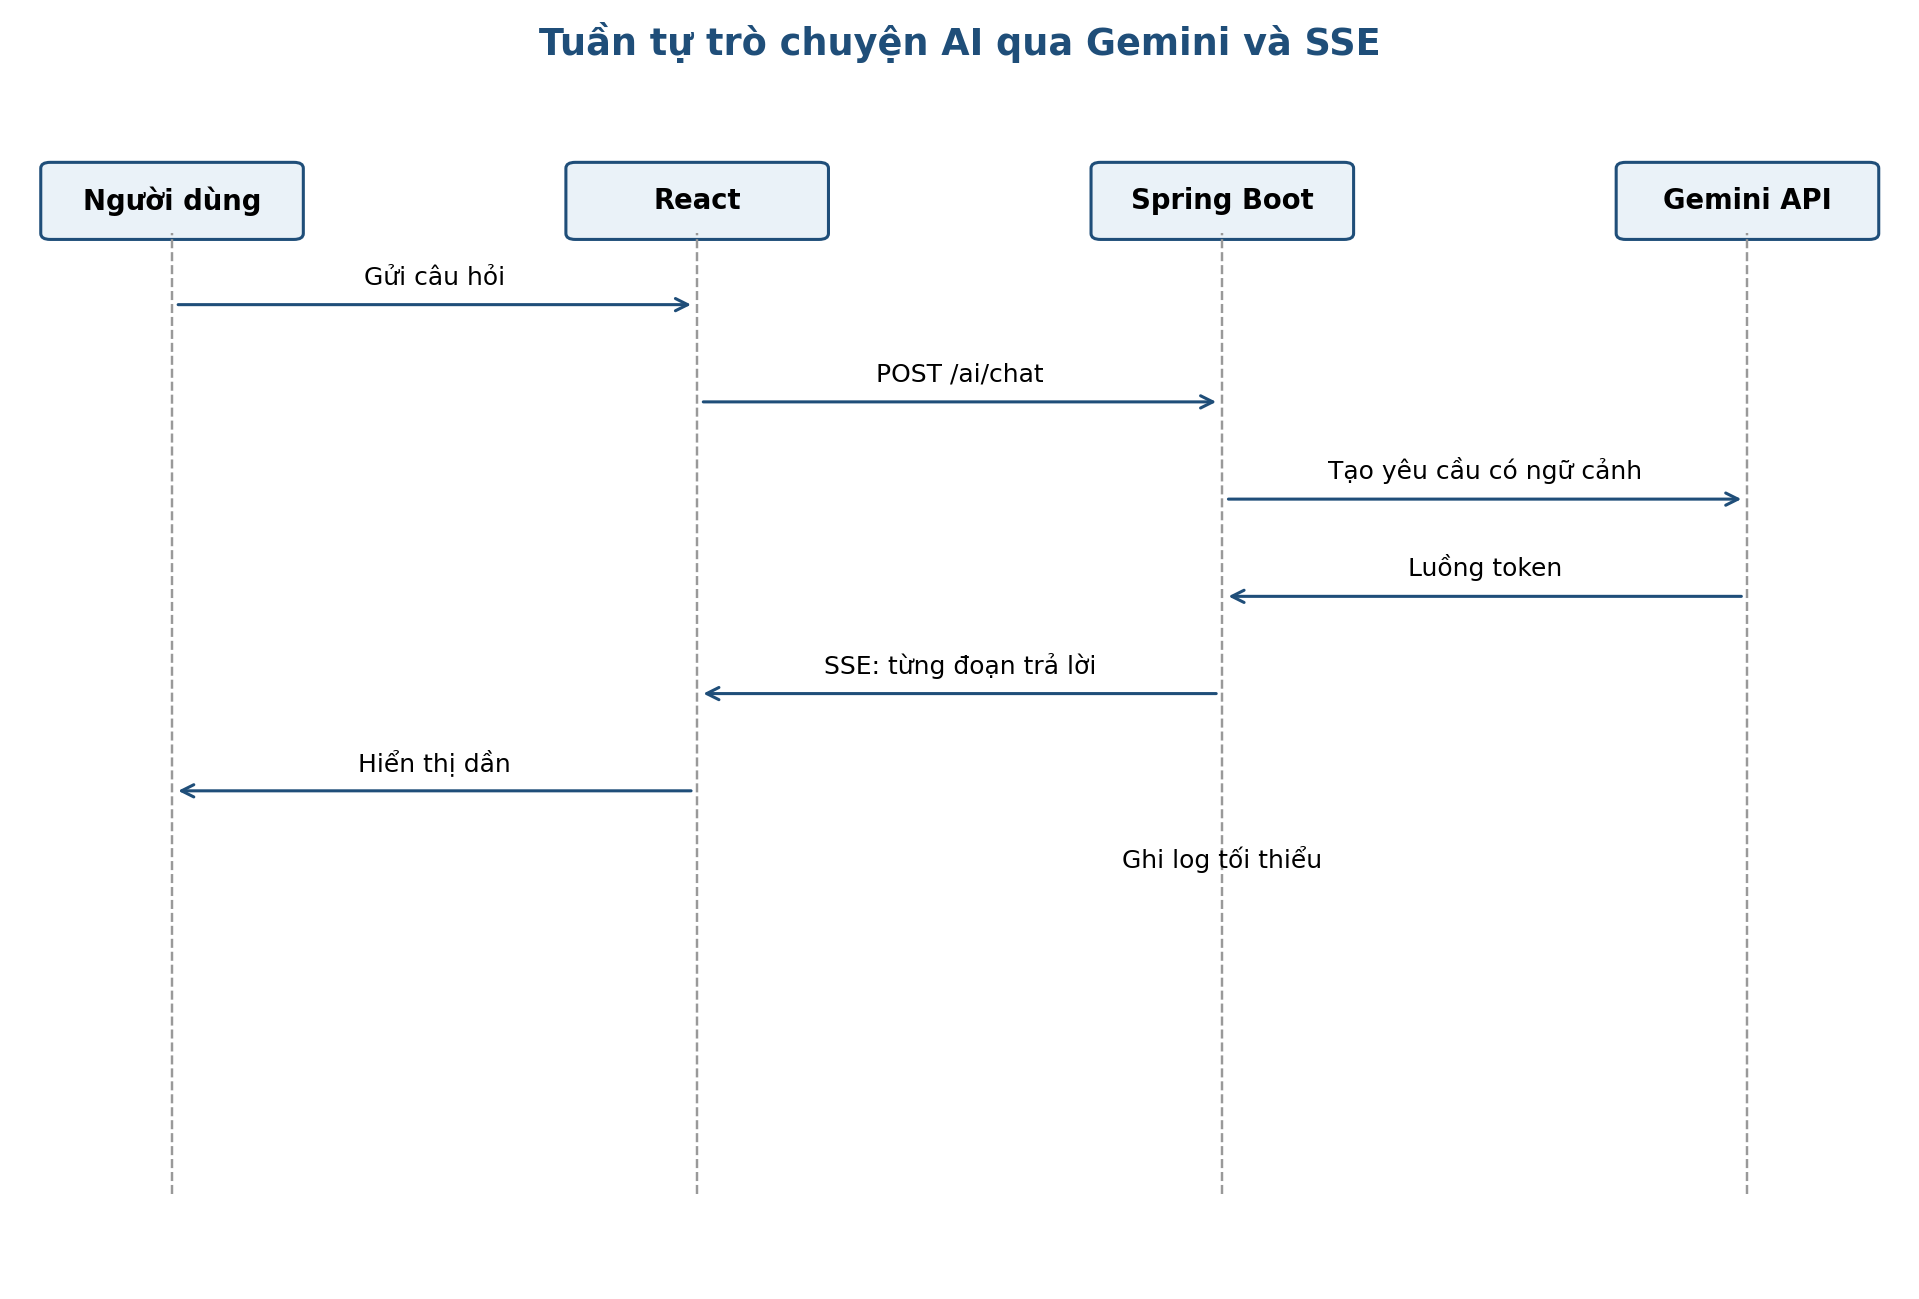 Tuần tự trò chuyện AI qua Gemini và SSE
Người dùng
React
Spring Boot
Gemini API
Gửi câu hỏi
POST /ai/chat
Tạo yêu cầu có ngữ cảnh
Luồng token
SSE: từng đoạn trả lời
Hiển thị dần
Ghi log tối thiểu